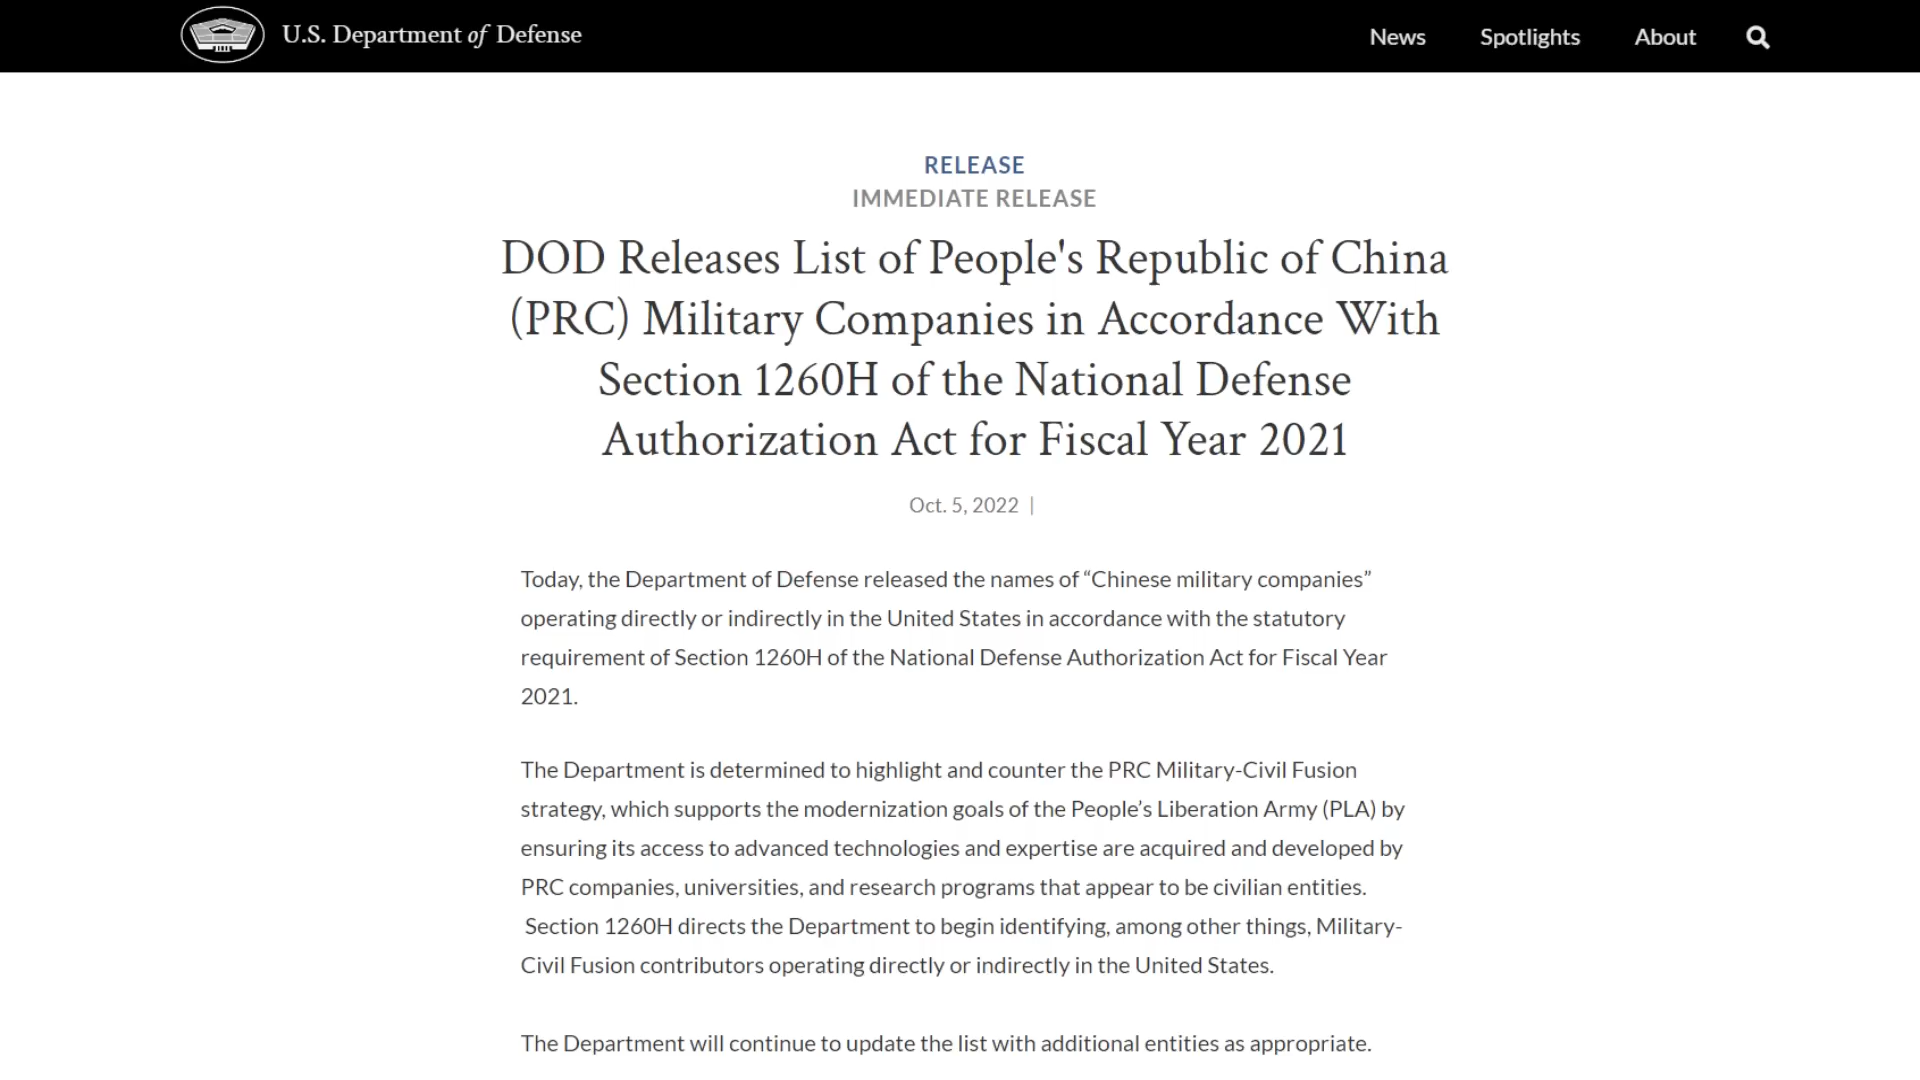 U.S. Department of Defense
News
Spotlights
About
RELEASE
IMMEDIATE RELEASE
DOD Releases List of People's Republic of China
(PRC) Military Companies in Accordance With
Section 1260H of the National Defense
Authorization Act for Fiscal Year 2021
Oct. 5, 2022 |
Today, the Department of Defense released the names of “Chinese military companies”
operating directly or indirectly in the United States in accordance with the statutory
requirement of Section 1260H of the National Defense Authorization Act for Fiscal Year
2021.
The Department is determined to highlight and counter the PRC Military-Civil Fusion
strategy, which supports the modernization goals of the People’s Liberation Army (PLA) by
ensuring its access to advanced technologies and expertise are acquired and developed by
PRC companies, universities, and research programs that appear to be civilian entities.
Section 1260H directs the Department to begin identifying, among other things, Military-
Civil Fusion contributors operating directly or indirectly in the United States.
The Department will continue to update the list with additional entities as appropriate.